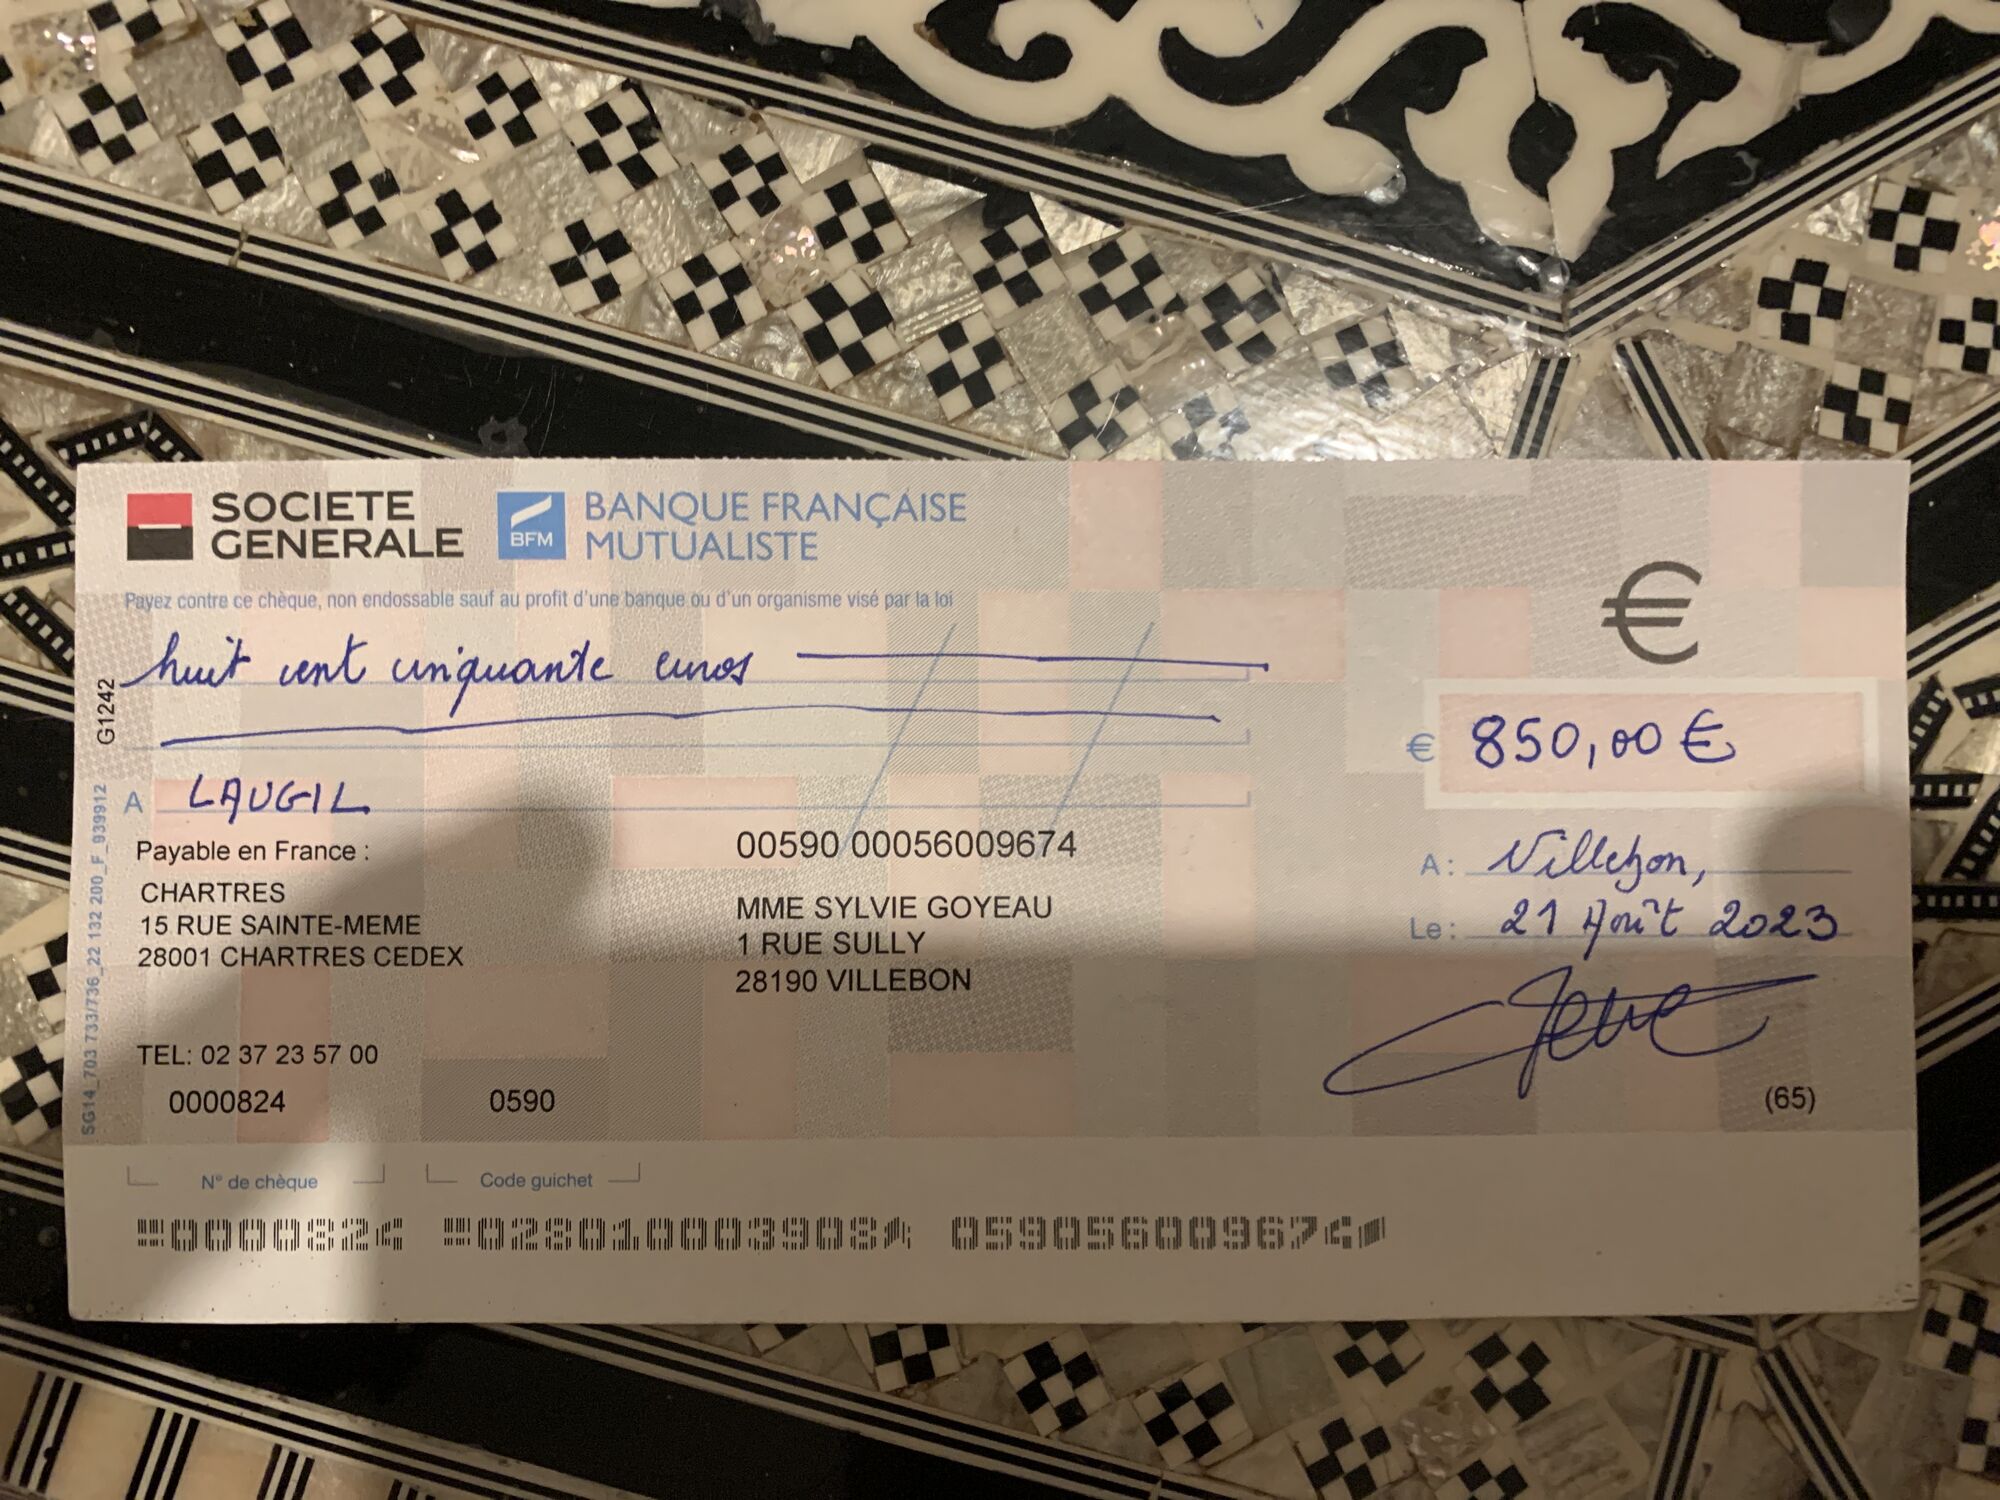 SOCIETE
GENERALE
BFM
BANQUE FRANÇAISE
MUTUALISTE
Payez contre ce chèque, non endossable sauf au profit d'une banque ou d'un organisme visé par la loi
€
huit cent cinquante euros
G1242
€ 850,00 €
A LAUGIL
SG14_703 733/736_22 132 200_F_939912
Payable en France :
CHARTRES
15 RUE SAINTE-MEME
28001 CHARTRES CEDEX
TEL: 02 37 23 57 00
00590 00056009674
MME SYLVIE GOYEAU
1 RUE SULLY
28190 VILLEBON
A : Villebon,
Le : 21 Août 2023
0000824 0590 (65)
N° de chèque Code guichet
0000824 028010003908 059056009674